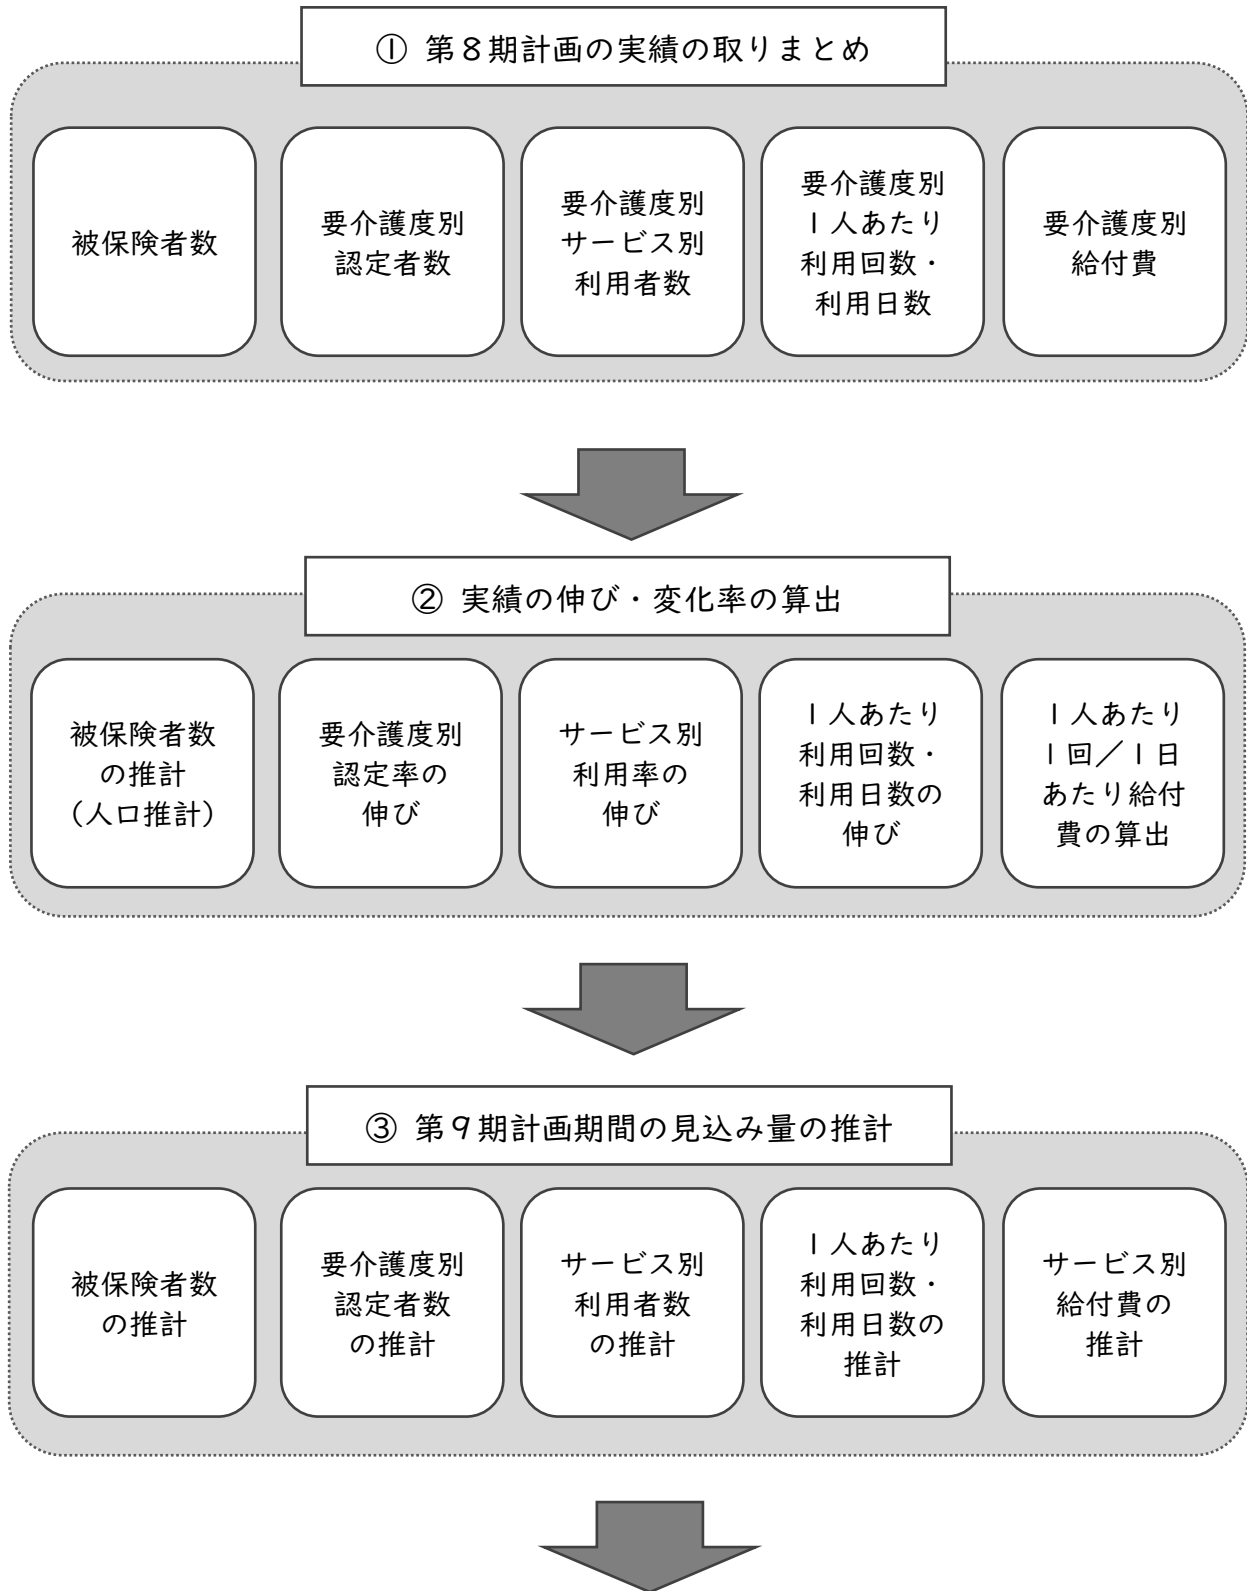 ① 第８期計画の実績の取りまとめ
被保険者数
要介護度別
認定者数
要介護度別
サービス別
利用者数
要介護度別
１人あたり
利用回数・
利用日数
要介護度別
給付費
② 実績の伸び・変化率の算出
被保険者数
の推計
（人口推計）
要介護度別
認定率の
伸び
サービス別
利用率の
伸び
１人あたり
利用回数・
利用日数の
伸び
１人あたり
１回／１日
あたり給付
費の算出
③ 第９期計画期間の見込み量の推計
被保険者数
の推計
要介護度別
認定者数
の推計
サービス別
利用者数
の推計
１人あたり
利用回数・
利用日数の
推計
サービス別
給付費の
推計